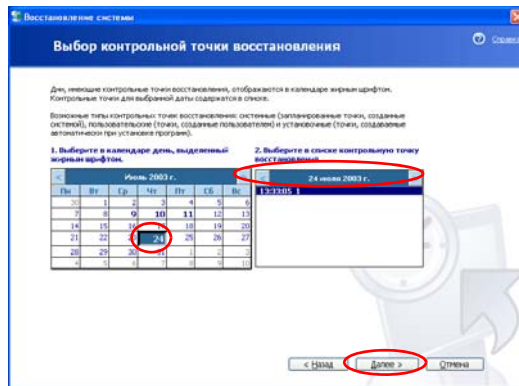 Восстановление системы
Выбор контрольной точки восстановления
Справка
Дни, имеющие контрольные точки восстановления, отображаются в календаре жирным шрифтом.
Контрольные точки для выбранной даты содержатся в списке.
Возможные типы контрольных точек восстановления: системные (запланированные точки, созданные
системой), пользовательские (точки, созданные пользователем) и установочные (точки, создаваемые
автоматически при установке программ).
1. Выберите в календаре день, выделенный
жирным шрифтом.
2. Выберите в списке контрольную точку
восстановления.
< Июль 2003 г.
Пн Вт Ср Чт Пт Сб Вс
30 1 2 3 4 5 6
7 8 9 10 11 12 13
14 15 16 17 18 19 20
21 22 23 24 25 26 27
28 29 30 31 1 2 3
4 5 6 7 8 9 10
< 24 июля 2003 г.
13:33:05 1
< Назад
Далее >
Отмена